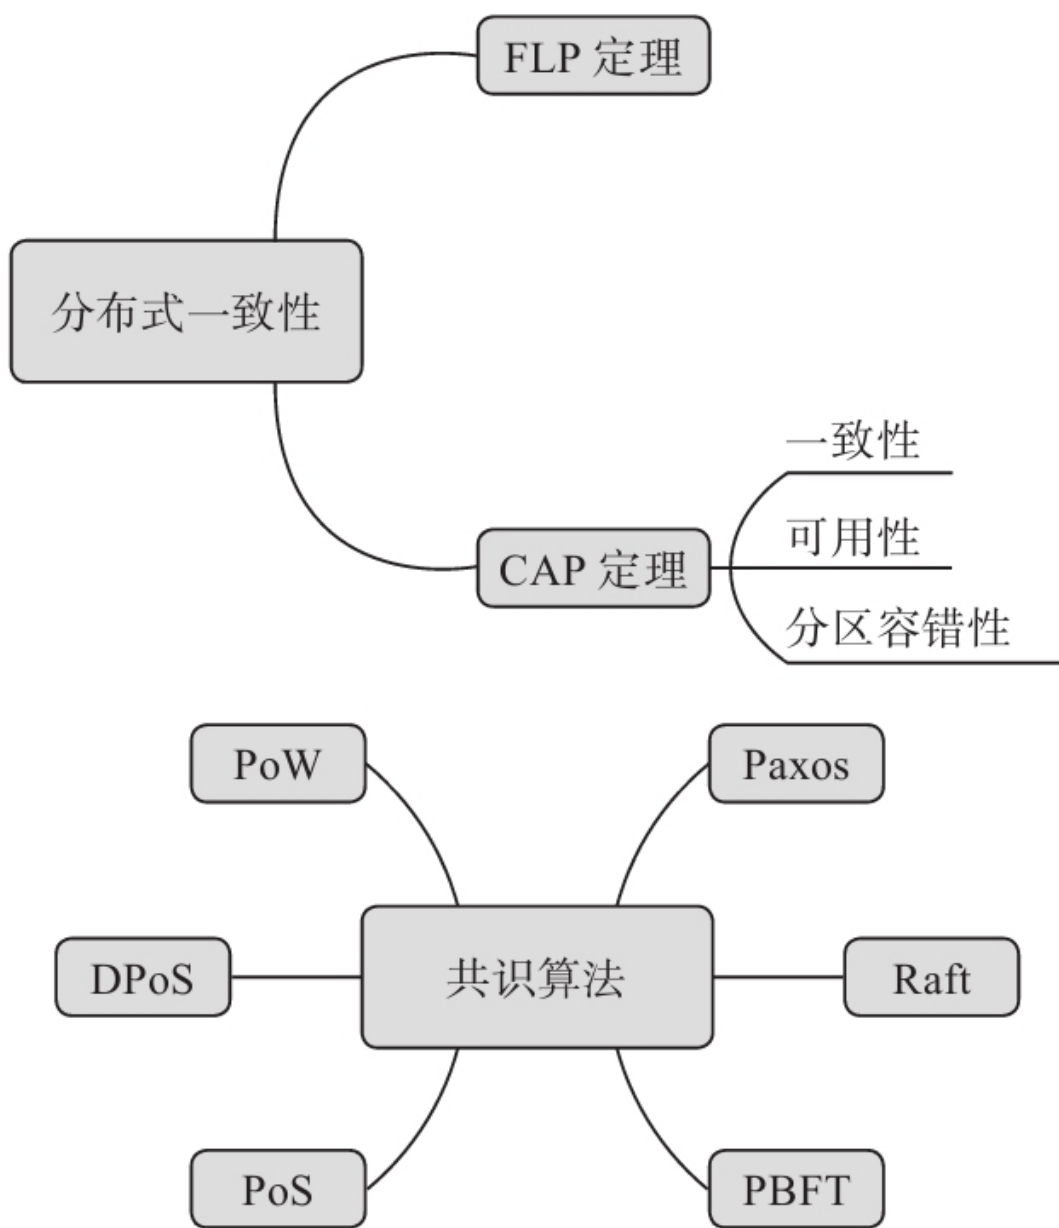 FLP 定理
分布式一致性
一致性
可用性
CAP 定理
分区容错性
PoW
Paxos
DPoS
共识算法
Raft
PoS
PBFT